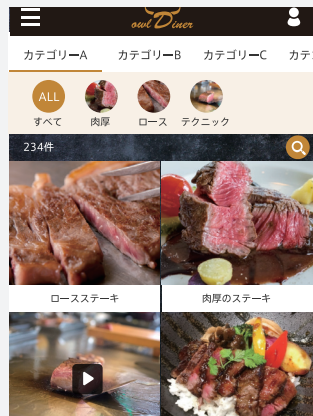 owl Diner
カテゴリーA カテゴリーB カテゴリーC カテ
ALL
すべて 肉厚 ロース テクニック
234件
ロースステーキ 肉厚のステーキ